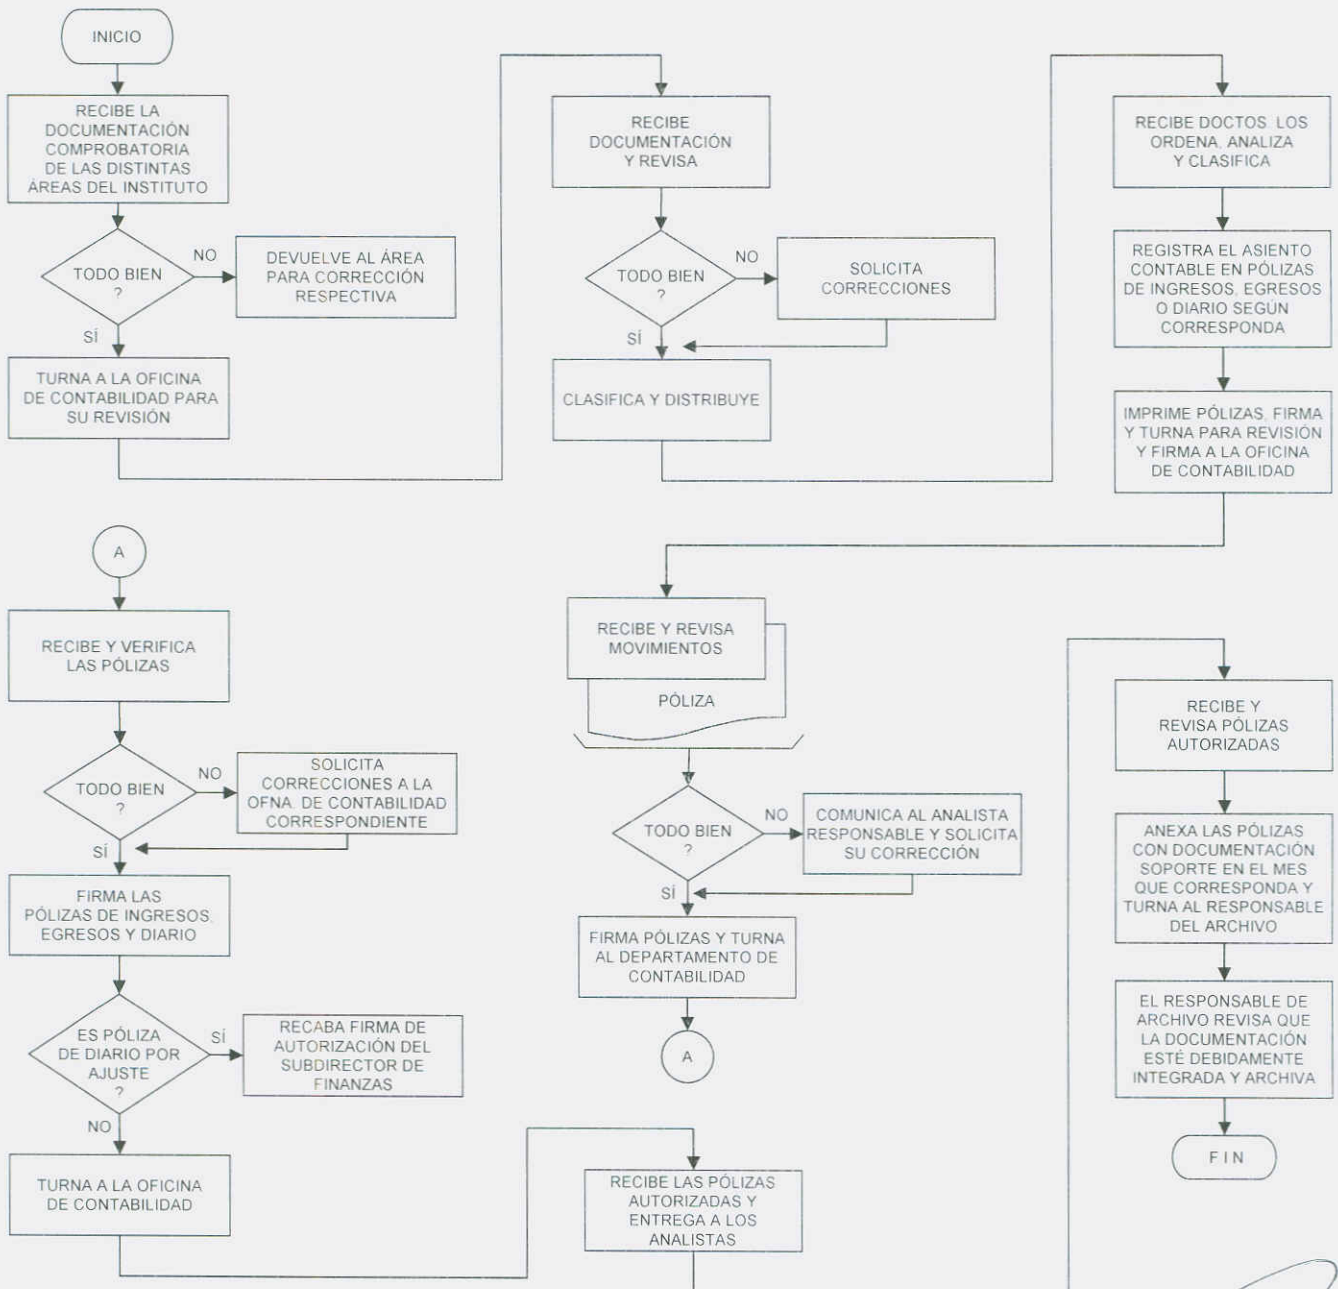 INICIO
RECIBE LA
DOCUMENTACIÓN
COMPROBATORIA
DE LAS DISTINTAS
ÁREAS DEL INSTITUTO
TODO BIEN
?
NO
DEVUELVE AL ÁREA
PARA CORRECCIÓN
RESPECTIVA
SÍ
TURNA A LA OFICINA
DE CONTABILIDAD PARA
SU REVISIÓN
RECIBE
DOCUMENTACIÓN
Y REVISA
TODO BIEN
?
NO
SOLICITA
CORRECCIONES
SÍ
CLASIFICA Y DISTRIBUYE
RECIBE DOCTOS. LOS
ORDENA, ANALIZA
Y CLASIFICA
REGISTRA EL ASIENTO
CONTABLE EN PÓLIZAS
DE INGRESOS, EGRESOS
O DIARIO SEGÚN
CORRESPONDA
IMPRIME PÓLIZAS, FIRMA
Y TURNA PARA REVISIÓN
Y FIRMA A LA OFICINA
DE CONTABILIDAD
RECIBE Y REVISA
MOVIMIENTOS
PÓLIZA
TODO BIEN
?
NO
COMUNICA AL ANALISTA
RESPONSABLE Y SOLICITA
SU CORRECCIÓN
SÍ
FIRMA PÓLIZAS Y TURNA
AL DEPARTAMENTO DE
CONTABILIDAD
A
A
RECIBE Y VERIFICA
LAS PÓLIZAS
TODO BIEN
?
NO
SOLICITA
CORRECCIONES A LA
OFNA. DE CONTABILIDAD
CORRESPONDIENTE
SÍ
FIRMA LAS
PÓLIZAS DE INGRESOS,
EGRESOS Y DIARIO
ES PÓLIZA
DE DIARIO POR
AJUSTE
?
SÍ
RECABA FIRMA DE
AUTORIZACIÓN DEL
SUBDIRECTOR DE
FINANZAS
NO
TURNA A LA OFICINA
DE CONTABILIDAD
RECIBE LAS PÓLIZAS
AUTORIZADAS Y
ENTREGA A LOS
ANALISTAS
RECIBE Y
REVISA PÓLIZAS
AUTORIZADAS
ANEXA LAS PÓLIZAS
CON DOCUMENTACIÓN
SOPORTE EN EL MES
QUE CORRESPONDA Y
TURNA AL RESPONSABLE
DEL ARCHIVO
EL RESPONSABLE DE
ARCHIVO REVISA QUE
LA DOCUMENTACIÓN
ESTÉ DEBIDAMENTE
INTEGRADA Y ARCHIVA
F I N